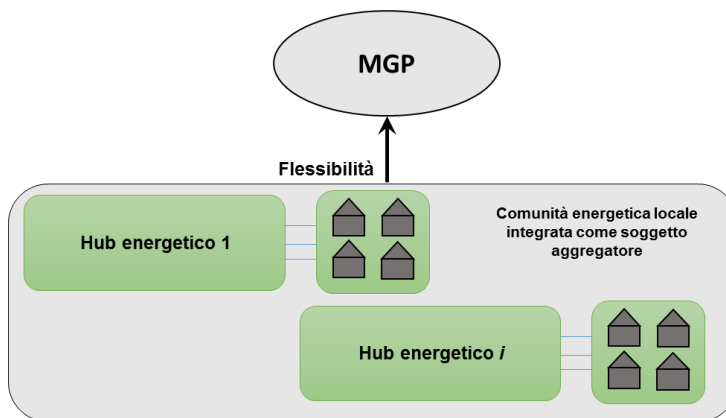 MGP
Flessibilità
Hub energetico 1
Comunità energetica locale
integrata come soggetto
aggregatore
Hub energetico i